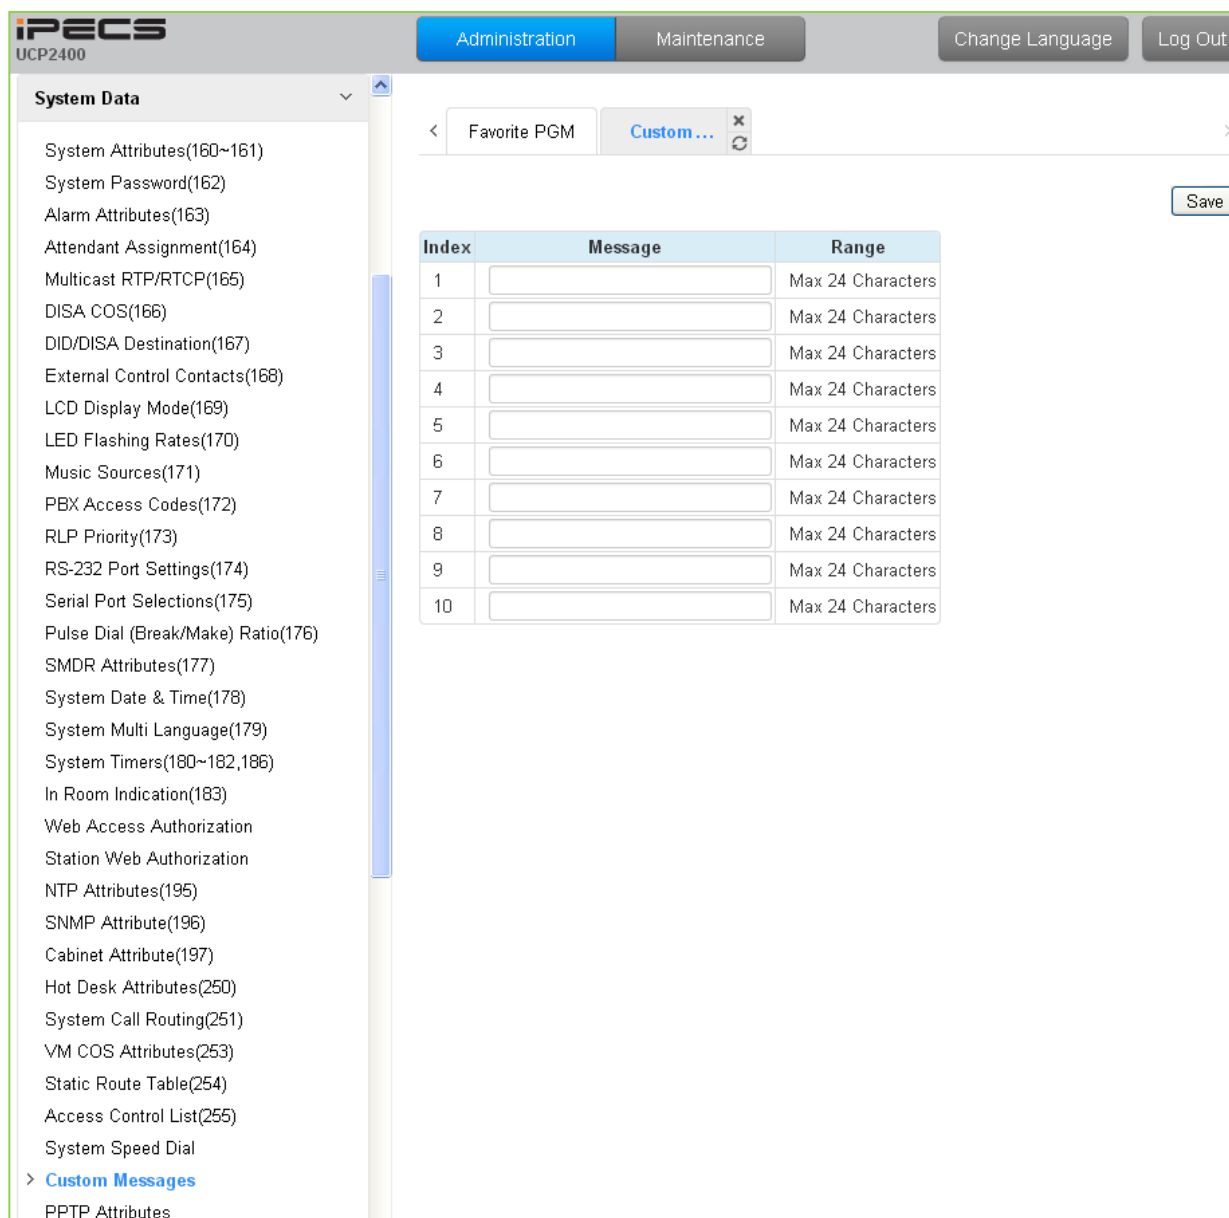 iPECS
UCP2400
Administration
Maintenance
Change Language
Log Out
System Data
System Attributes(160~161)
System Password(162)
Alarm Attributes(163)
Attendant Assignment(164)
Multicast RTP/RTCP(165)
DISA COS(166)
DID/DISA Destination(167)
External Control Contacts(168)
LCD Display Mode(169)
LED Flashing Rates(170)
Music Sources(171)
PBX Access Codes(172)
RLP Priority(173)
RS-232 Port Settings(174)
Serial Port Selections(175)
Pulse Dial (Break/Make) Ratio(176)
SMDR Attributes(177)
System Date & Time(178)
System Multi Language(179)
System Timers(180~182,186)
In Room Indication(183)
Web Access Authorization
Station Web Authorization
NTP Attributes(195)
SNMP Attribute(196)
Cabinet Attribute(197)
Hot Desk Attributes(250)
System Call Routing(251)
VM COS Attributes(253)
Static Route Table(254)
Access Control List(255)
System Speed Dial
Custom Messages
PPTP Attributes
Favorite PGM
Custom ...
Save
Index Message Range
1 Max 24 Characters
2 Max 24 Characters
3 Max 24 Characters
4 Max 24 Characters
5 Max 24 Characters
6 Max 24 Characters
7 Max 24 Characters
8 Max 24 Characters
9 Max 24 Characters
10 Max 24 Characters